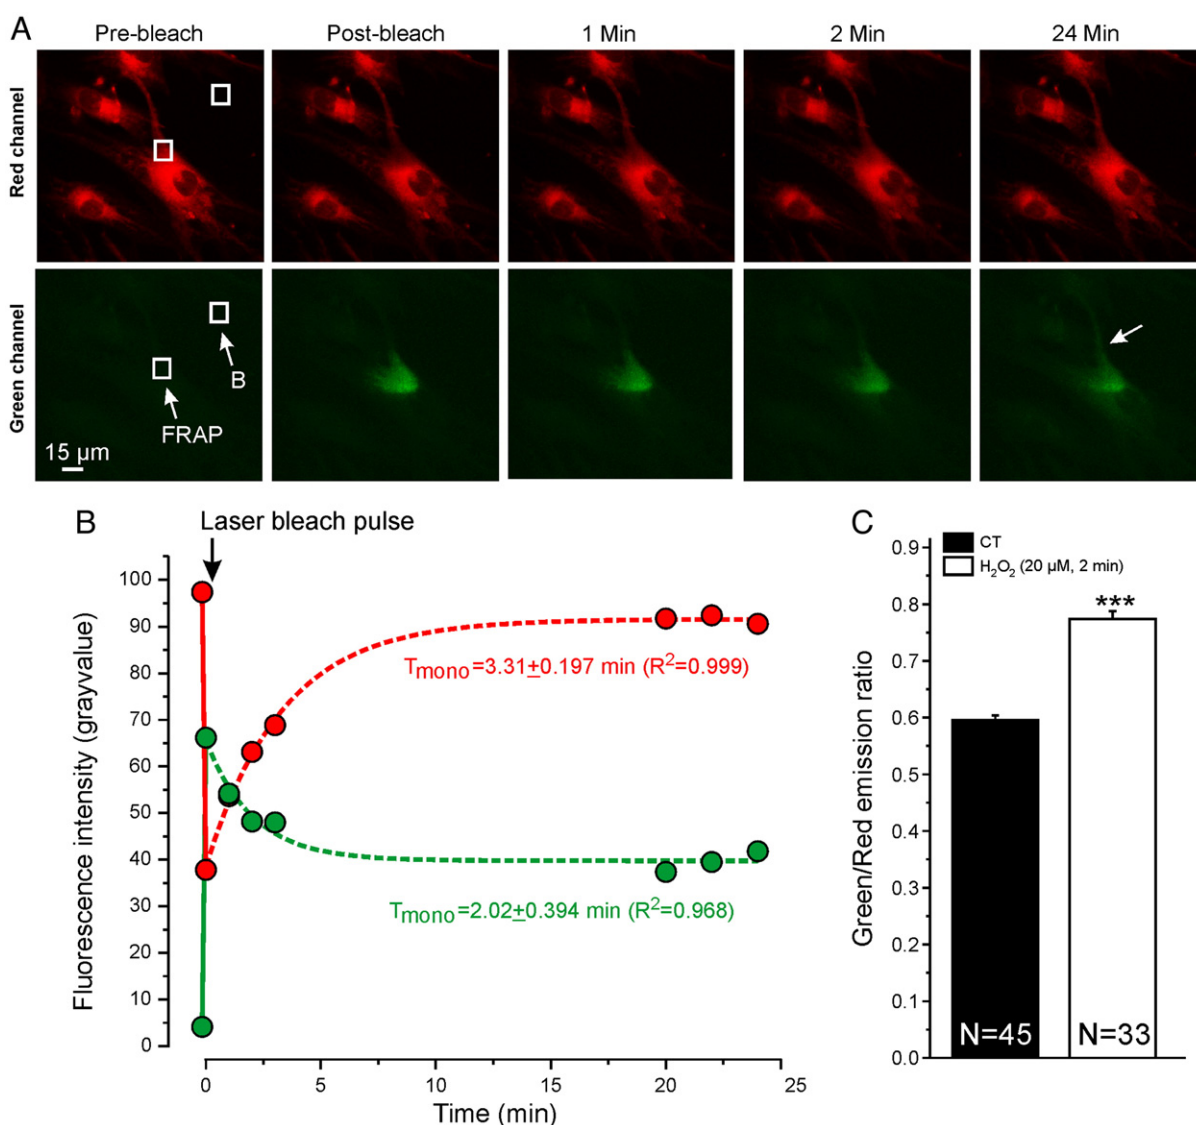 A
Pre-bleach
Post-bleach
1 Min
2 Min
24 Min
Red channel
Green channel
B
FRAP
15 µm
B
Laser bleach pulse
Fluorescence intensity (grayvalue)
100
90
80
70
60
50
40
30
20
10
0
Tmono=3.31±0.197 min (R²=0.999)
Tmono=2.02±0.394 min (R²=0.968)
0
5
10
15
20
25
Time (min)
C
CT
H₂O₂ (20 µM, 2 min)
Green/Red emission ratio
0.9
0.8
0.7
0.6
0.5
0.4
0.3
0.2
0.1
0.0
***
N=45
N=33